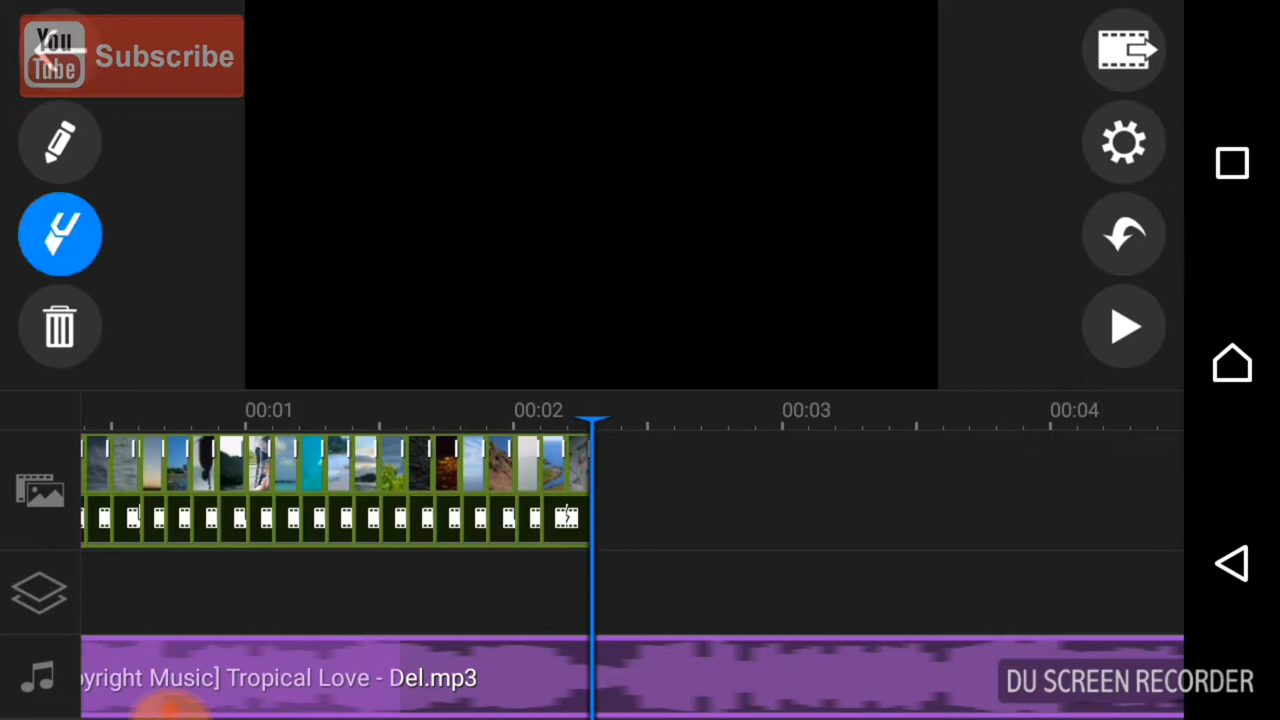 You
Tube
Subscribe
00:01
00:02
00:03
00:04
yright Music] Tropical Love - Del.mp3
DU SCREEN RECORDER